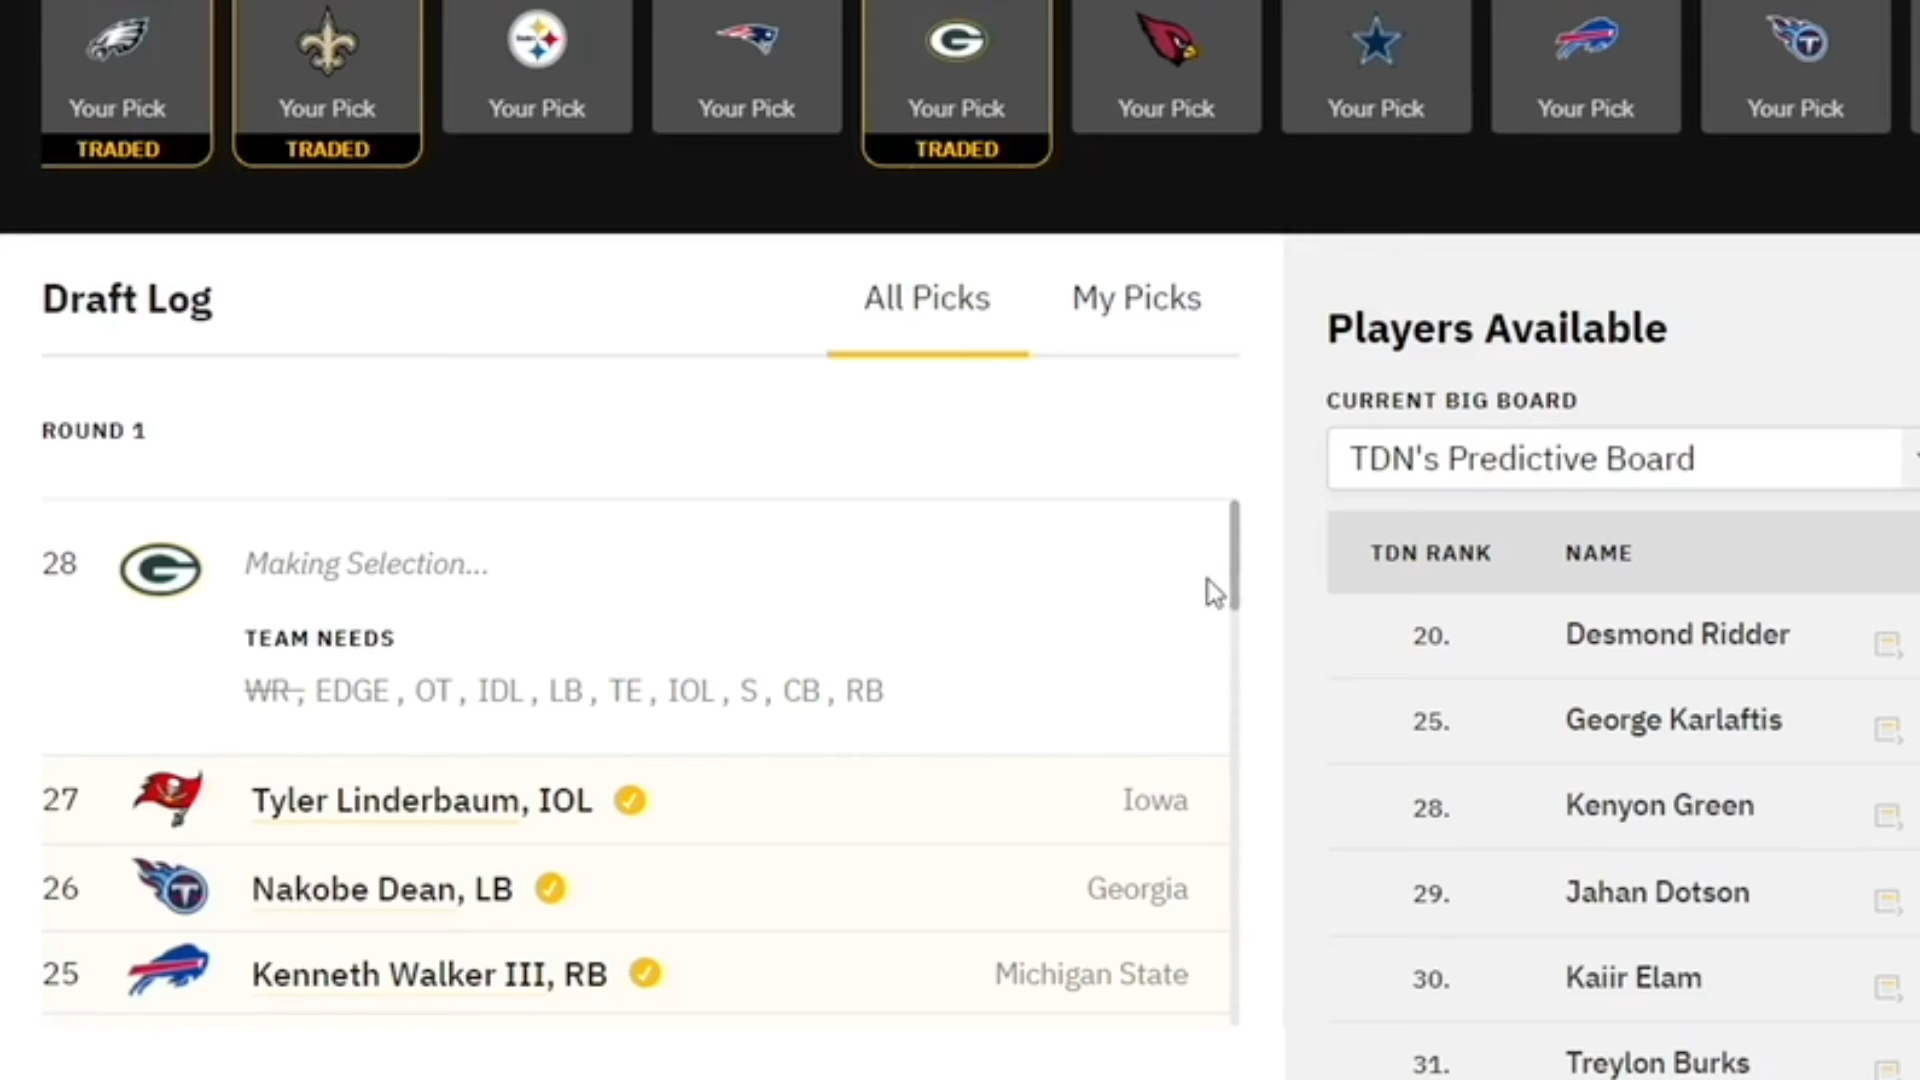 Your Pick Your Pick Your Pick Your Pick Your Pick Your Pick Your Pick Your Pick Your Pick
TRADED TRADED TRADED
Draft Log All Picks My Picks
ROUND 1
28 Making Selection...
TEAM NEEDS
WR, EDGE, OT, IDL, LB, TE, IOL, S, CB, RB
27 Tyler Linderbaum, IOL Iowa
26 Nakobe Dean, LB Georgia
25 Kenneth Walker III, RB Michigan State
Players Available
CURRENT BIG BOARD
TDN's Predictive Board
TDN RANK NAME
20. Desmond Ridder
25. George Karlaftis
28. Kenyon Green
29. Jahan Dotson
30. Kaiir Elam
31. Treylon Burks